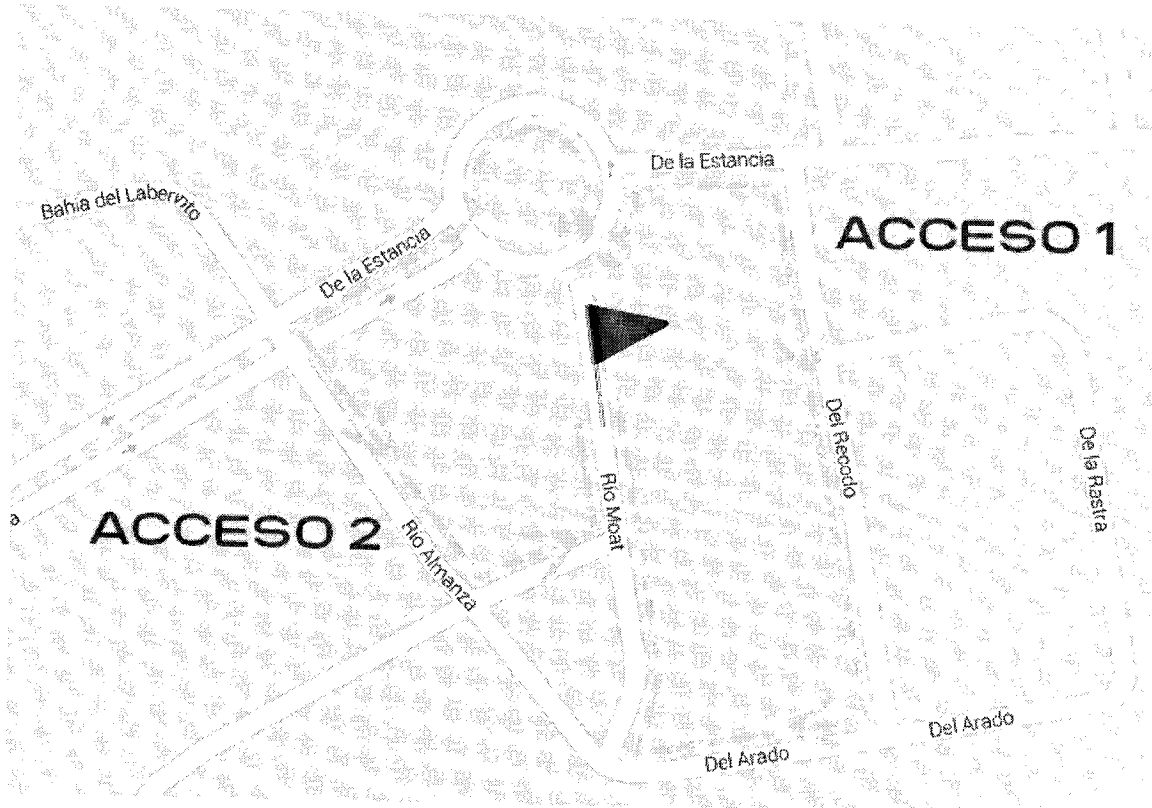 De la Estancia
Bahia del Laberinto
ACCESO 1
De la Estancia
Del Recodo
De la Rastra
Rio Moat
ACCESO 2
Rio Almanza
Del Arado
Del Arado